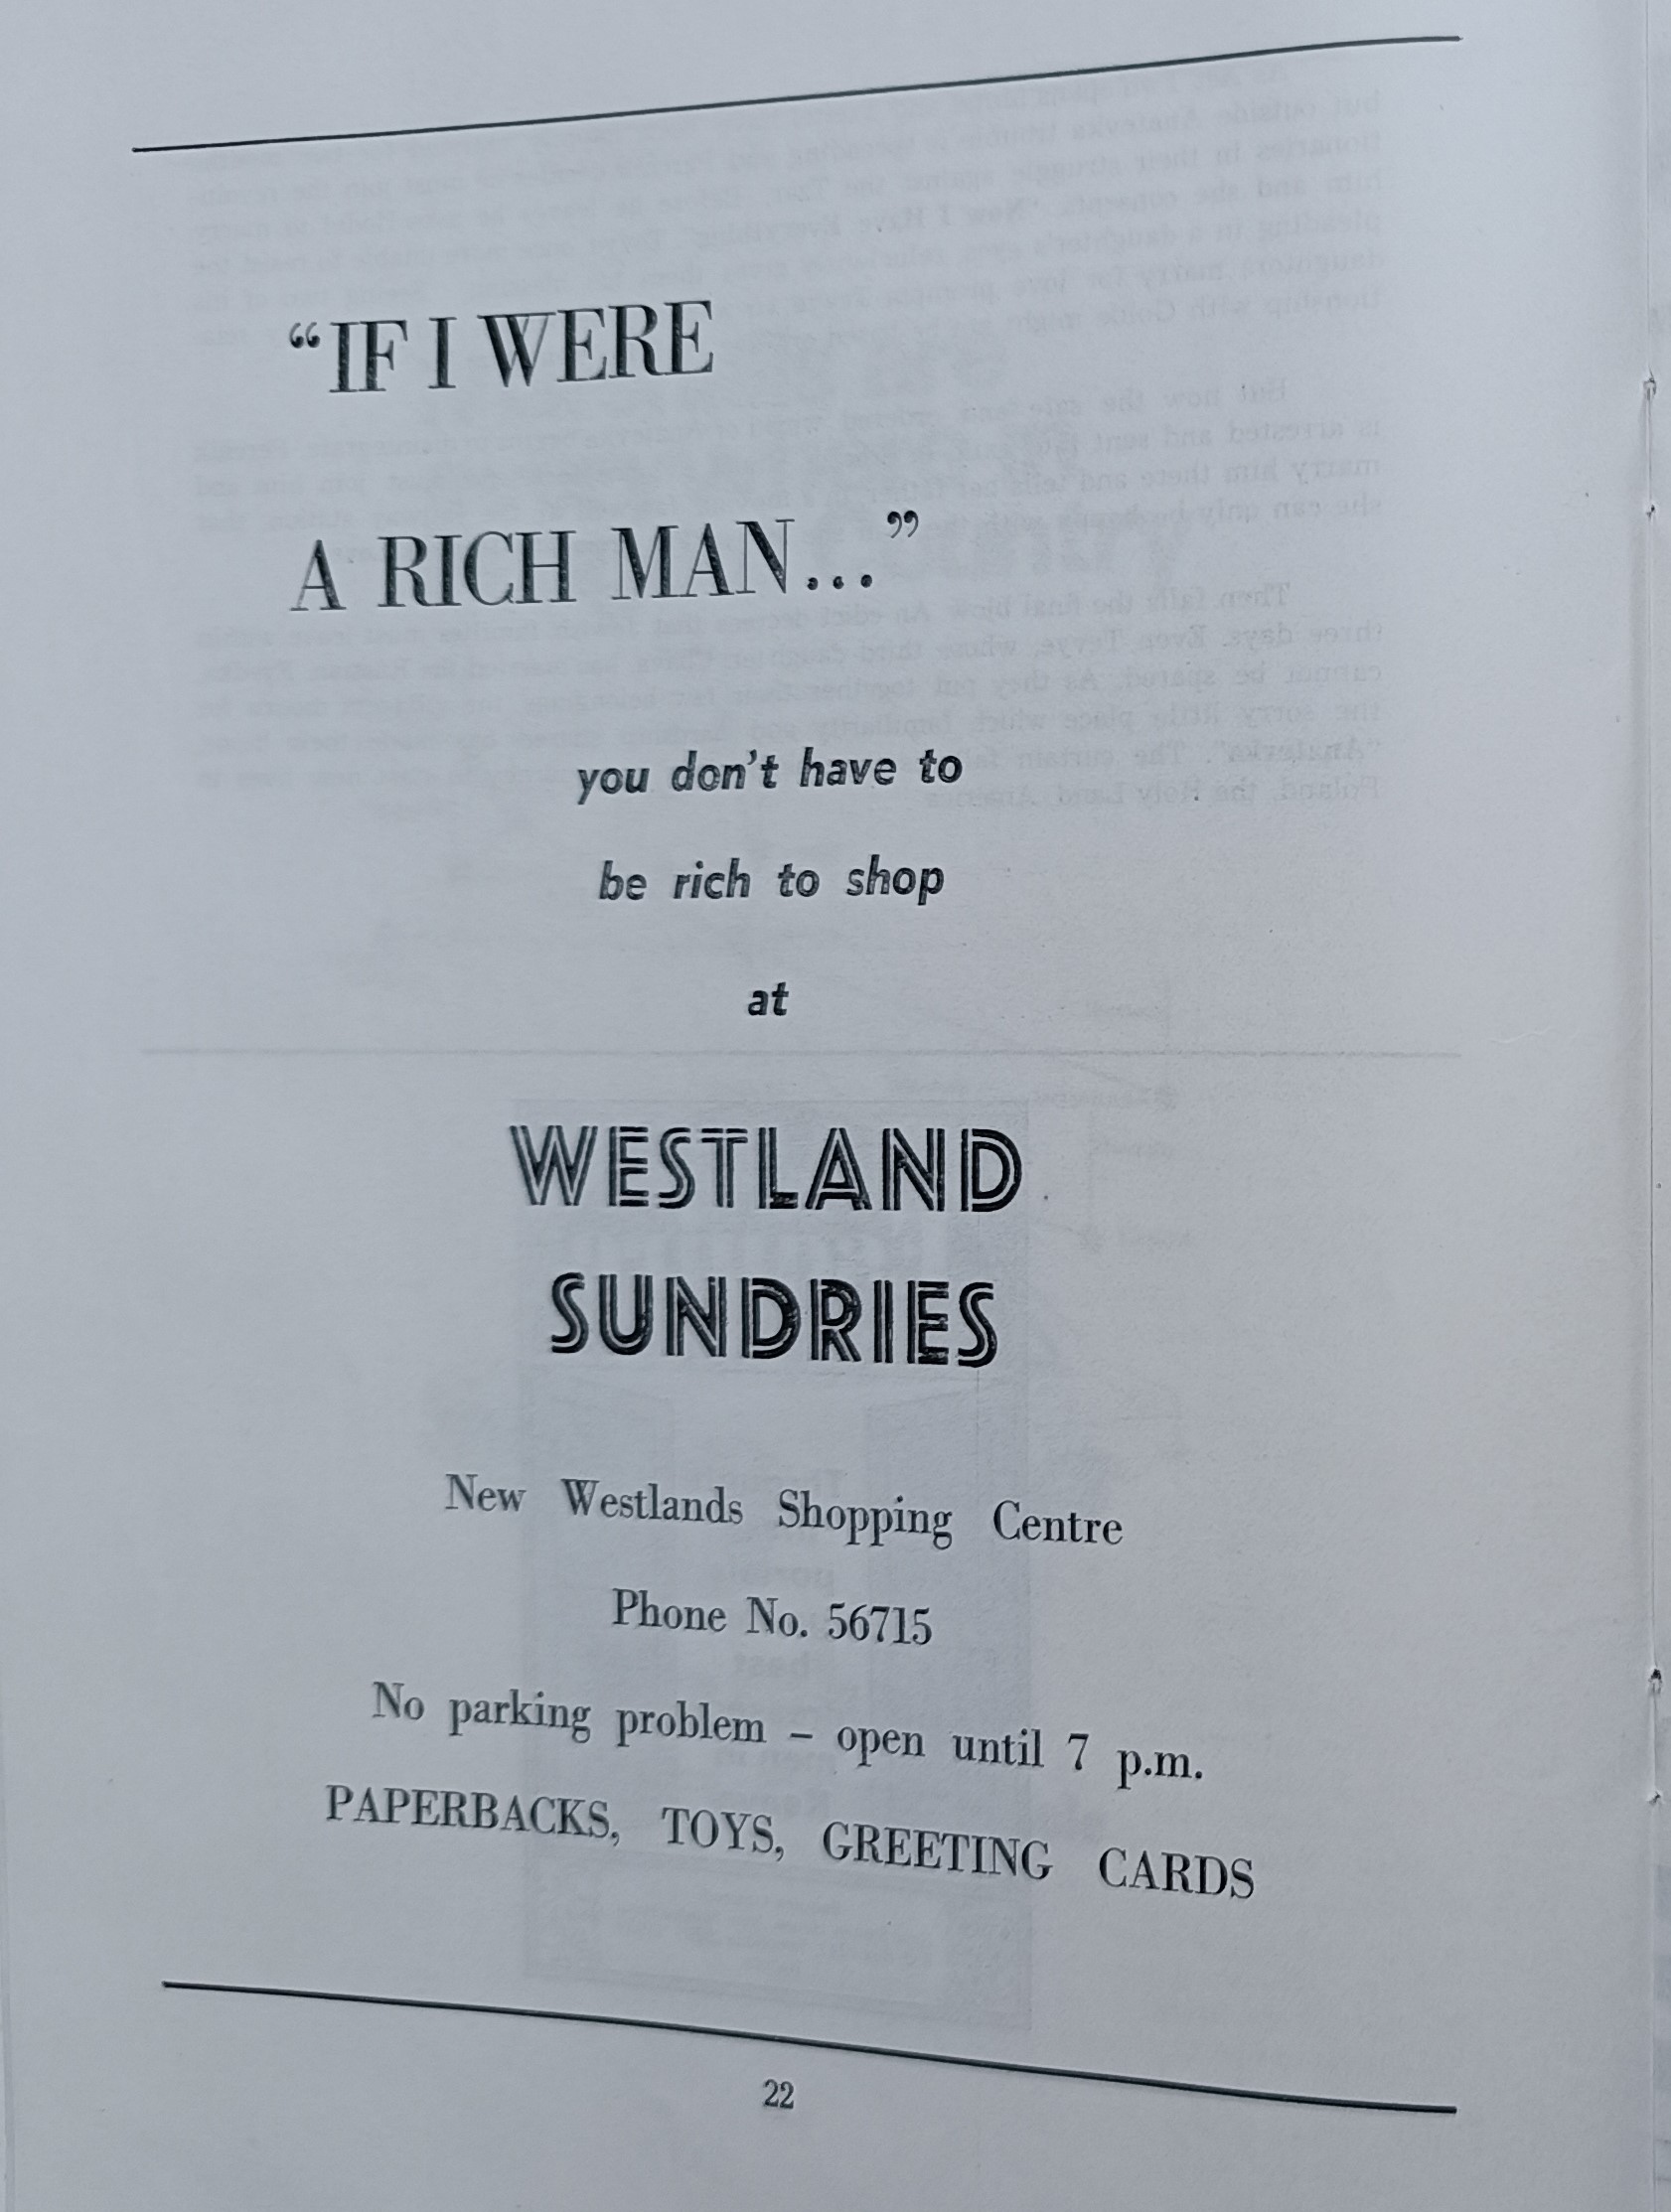 “IF I WERE
A RICH MAN...”
you don't have to
be rich to shop
at
WESTLAND
SUNDRIES
New Westlands Shopping Centre
Phone No. 56715
No parking problem – open until 7 p.m.
PAPERBACKS, TOYS, GREETING CARDS
22